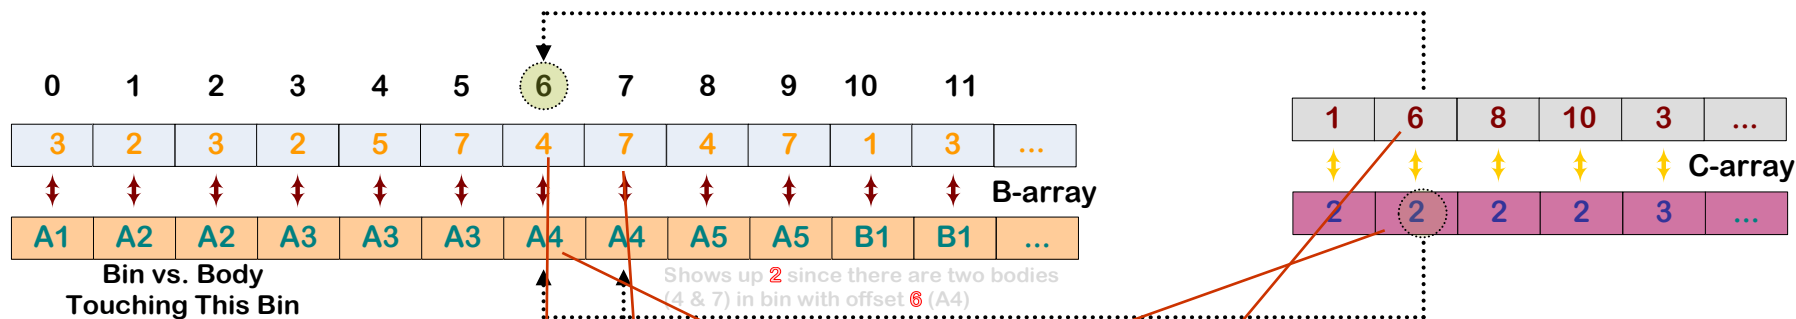 0 1 2 3 4 5 6 7 8 9 10 11
3 2 3 2 5 7 4 7 4 7 1 3 ...
B-array
A1 A2 A2 A3 A3 A3 A4 A4 A5 A5 B1 B1 ...
Bin vs. Body
Touching This Bin
Shows up 2 since there are two bodies
(4 & 7) in bin with offset 6 (A4)
1 6 8 10 3 ...
C-array
2 2 2 2 3 ...